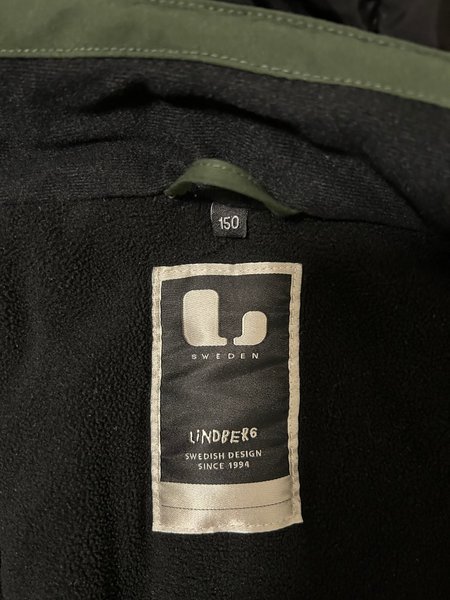 150
SWEDEN
LiNDBERG
SWEDISH DESIGN
SINCE 1994